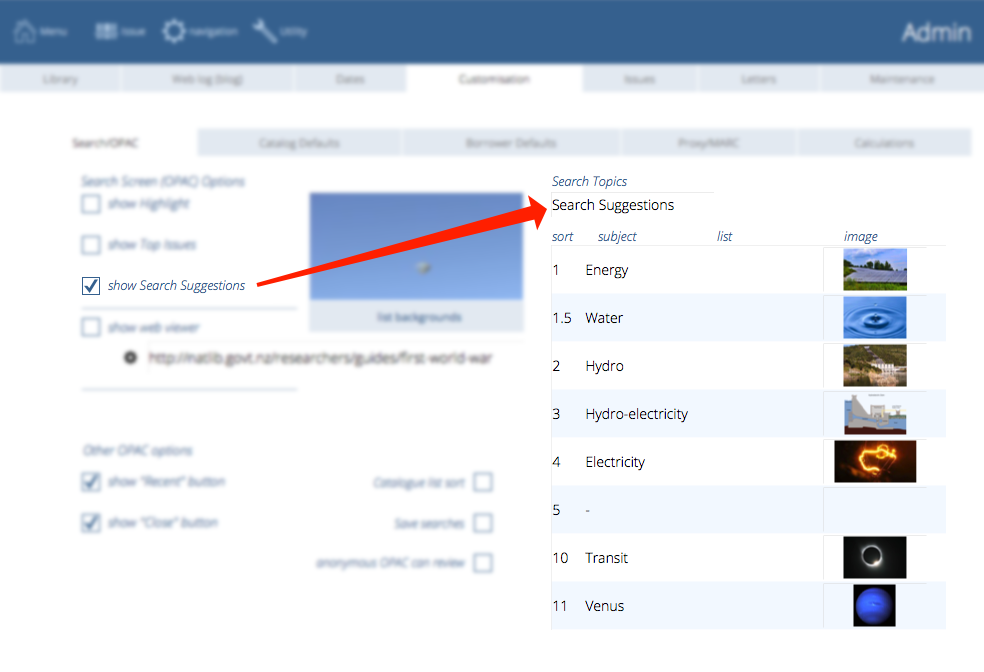 Menu
Issue
navigation
Utility
Admin
Library
Web log (blog)
Dates
Customisation
Issues
Letters
Maintenance
Search/OPAC
Catalog Defaults
Borrower Defaults
Proxy/MARC
Calculations
Search Screen (OPAC) Options
show Highlight
show Top Issues
show Search Suggestions
show web viewer
http://natlib.govt.nz/researchers/guides/first-world-war
list backgrounds
Other OPAC options
show "Recent" button
Catalogue list sort
show "Close" button
Save searches
anonymous OPAC can review
Search Topics
Search Suggestions
sort subject list image
1 Energy
1.5 Water
2 Hydro
3 Hydro-electricity
4 Electricity
5 -
10 Transit
11 Venus